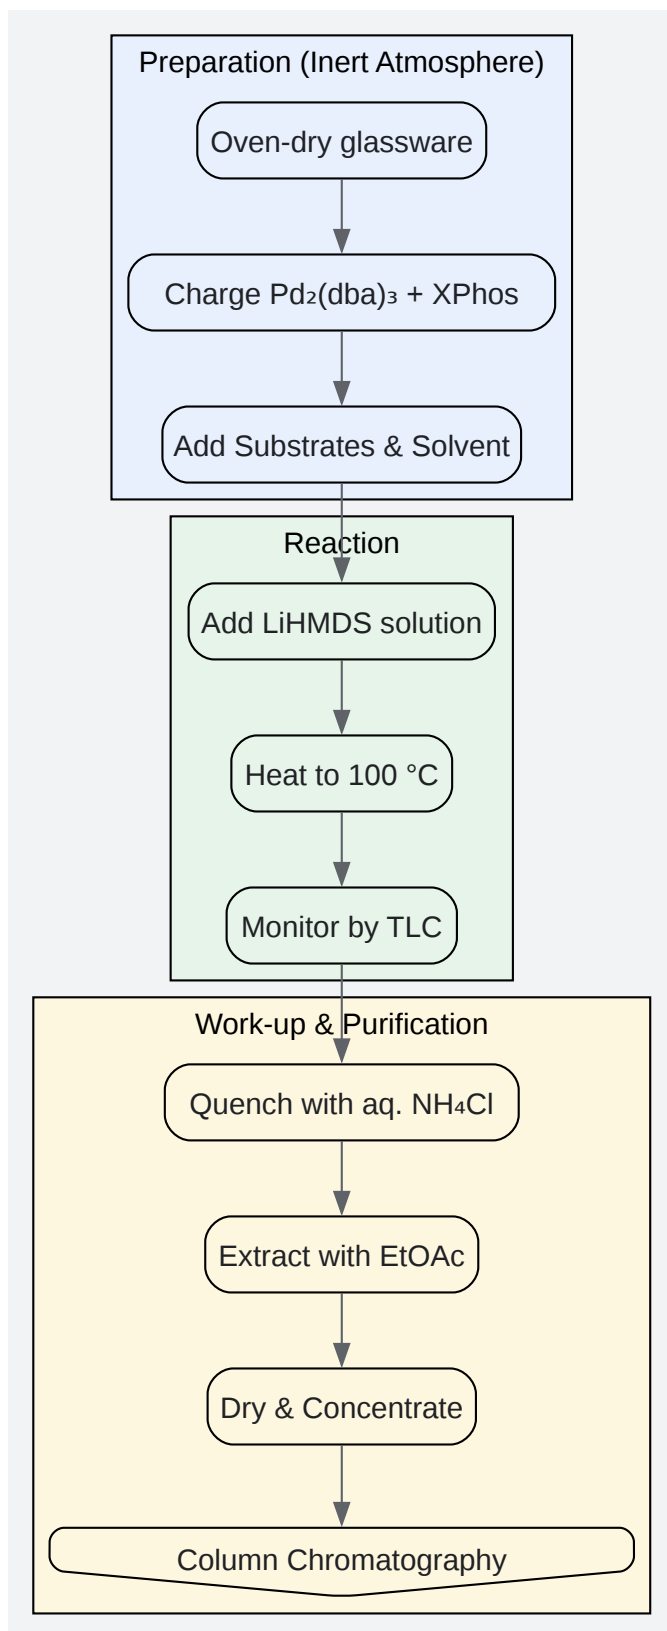 Preparation (Inert Atmosphere)
Oven-dry glassware
Charge Pd₂(dba)₃ + XPhos
Add Substrates & Solvent
Reaction
Add LiHMDS solution
Heat to 100 °C
Monitor by TLC
Work-up & Purification
Quench with aq. NH₄Cl
Extract with EtOAc
Dry & Concentrate
Column Chromatography